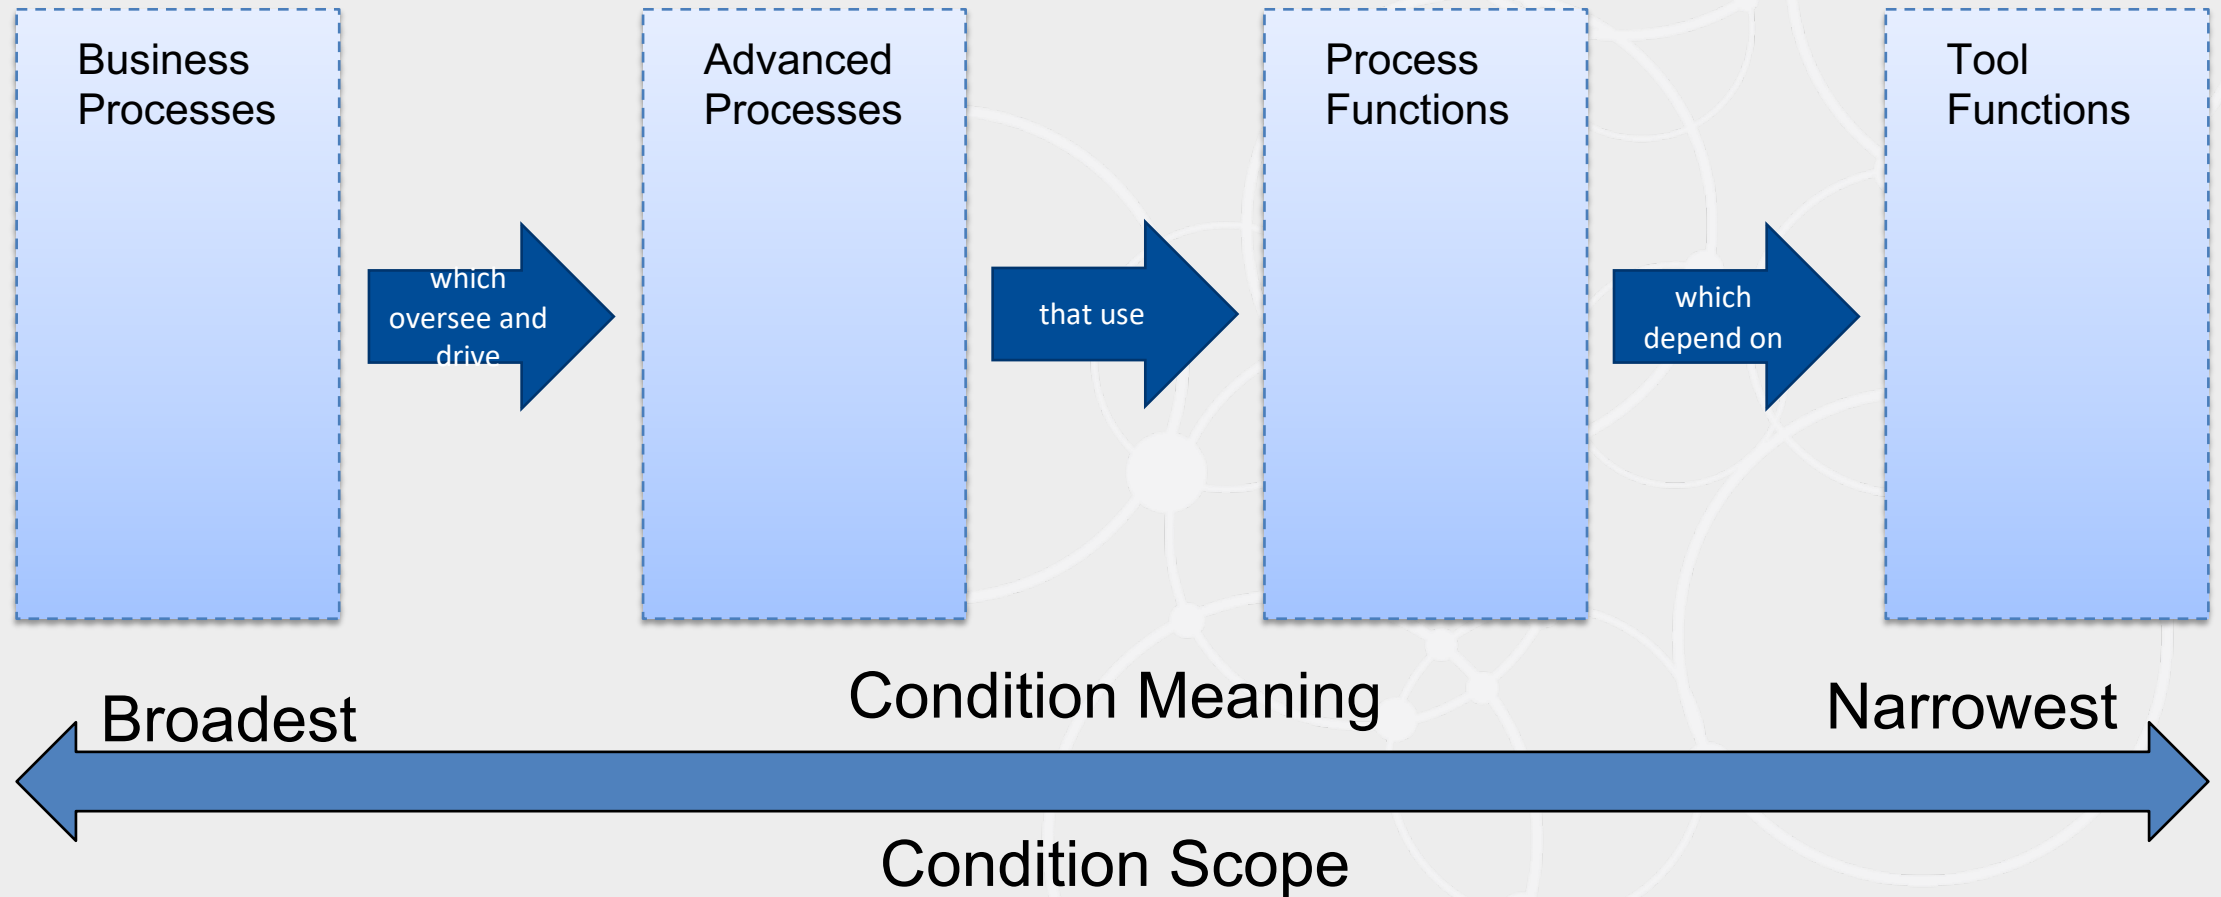 Business
Processes
which
oversee and
drive
Advanced
Processes
that use
Process
Functions
which
depend on
Tool
Functions
Broadest
Condition Meaning
Narrowest
Condition Scope